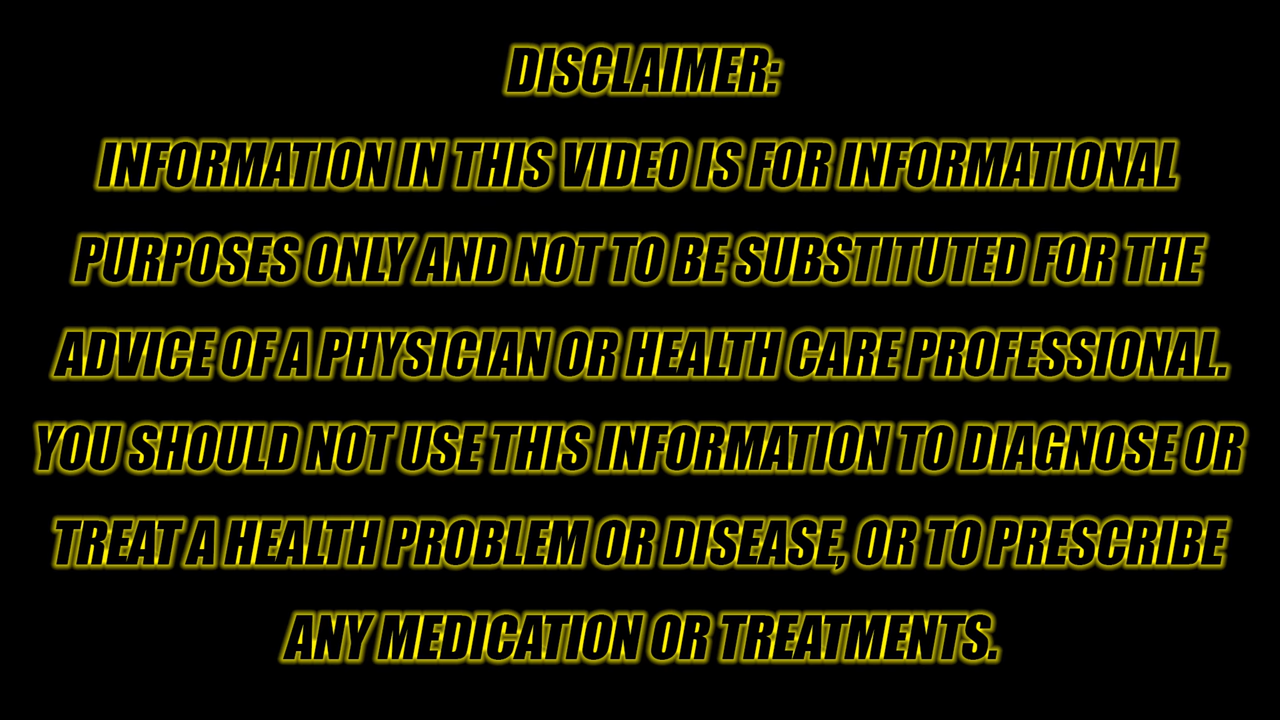 DISCLAIMER:
INFORMATION IN THIS VIDEO IS FOR INFORMATIONAL
PURPOSES ONLY AND NOT TO BE SUBSTITUTED FOR THE
ADVICE OF A PHYSICIAN OR HEALTH CARE PROFESSIONAL.
YOU SHOULD NOT USE THIS INFORMATION TO DIAGNOSE OR
TREAT A HEALTH PROBLEM OR DISEASE, OR TO PRESCRIBE
ANY MEDICATION OR TREATMENTS.